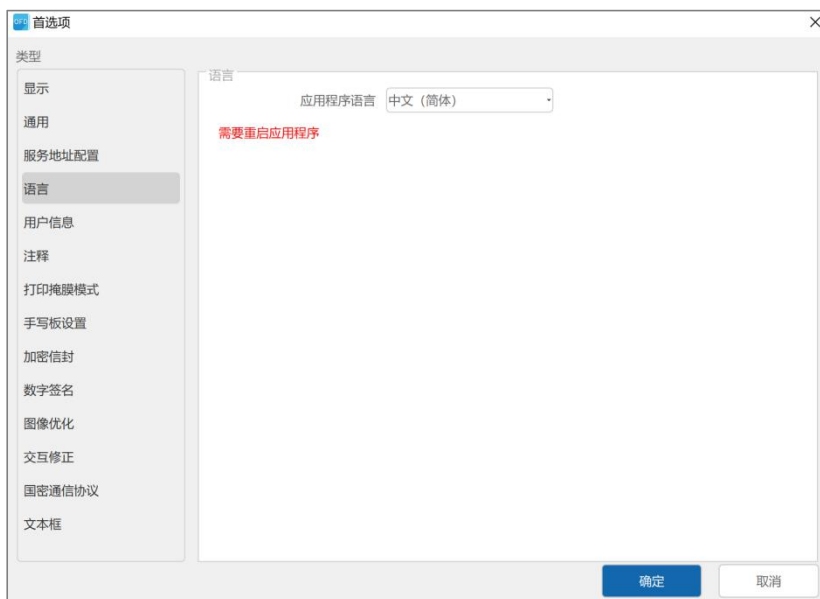 OFD 首选项
类型
显示
通用
服务地址配置
语言
用户信息
注释
打印掩膜模式
手写板设置
加密信封
数字签名
图像优化
交互修正
国密通信协议
文本框
语言
应用程序语言 中文（简体）
需要重启应用程序
确定 取消